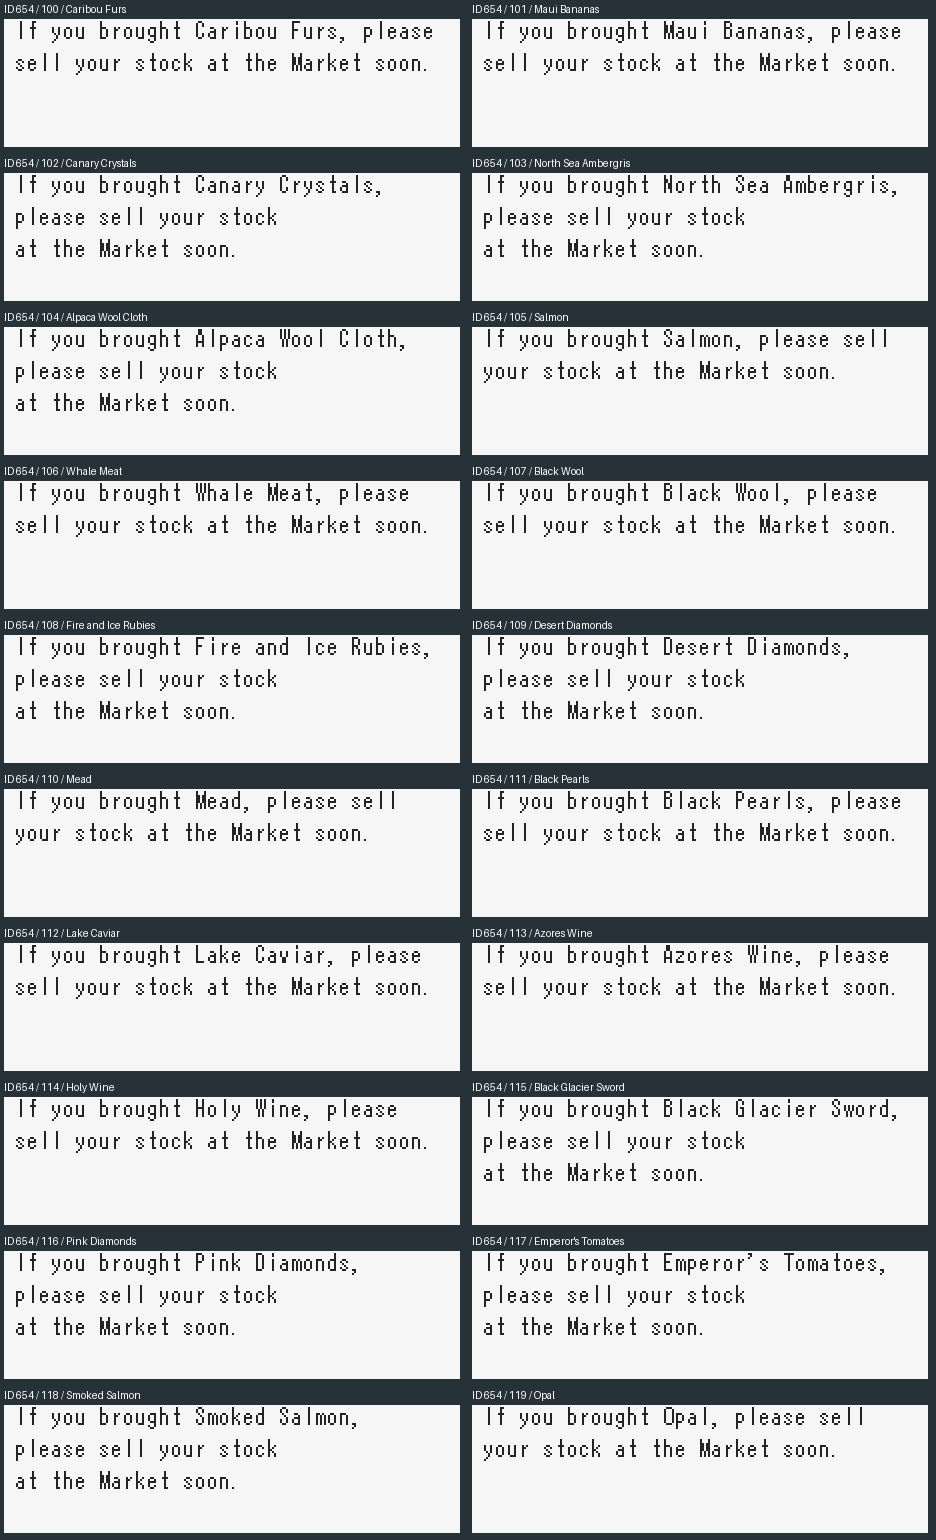 ID654 / 100 / Caribou Furs
If you brought Caribou Furs, please
sell your stock at the Market soon.
ID654 / 101 / Maui Bananas
If you brought Maui Bananas, please
sell your stock at the Market soon.
ID654 / 102 / Canary Crystals
If you brought Canary Crystals,
please sell your stock
at the Market soon.
ID654 / 103 / North Sea Ambergris
If you brought North Sea Ambergris,
please sell your stock
at the Market soon.
ID654 / 104 / Alpaca Wool Cloth
If you brought Alpaca Wool Cloth,
please sell your stock
at the Market soon.
ID654 / 105 / Salmon
If you brought Salmon, please sell
your stock at the Market soon.
ID654 / 106 / Whale Meat
If you brought Whale Meat, please
sell your stock at the Market soon.
ID654 / 107 / Black Wool
If you brought Black Wool, please
sell your stock at the Market soon.
ID654 / 108 / Fire and Ice Rubies
If you brought Fire and Ice Rubies,
please sell your stock
at the Market soon.
ID654 / 109 / Desert Diamonds
If you brought Desert Diamonds,
please sell your stock
at the Market soon.
ID654 / 110 / Mead
If you brought Mead, please sell
your stock at the Market soon.
ID654 / 111 / Black Pearls
If you brought Black Pearls, please
sell your stock at the Market soon.
ID654 / 112 / Lake Caviar
If you brought Lake Caviar, please
sell your stock at the Market soon.
ID654 / 113 / Azores Wine
If you brought Azores Wine, please
sell your stock at the Market soon.
ID654 / 114 / Holy Wine
If you brought Holy Wine, please
sell your stock at the Market soon.
ID654 / 115 / Black Glacier Sword
If you brought Black Glacier Sword,
please sell your stock
at the Market soon.
ID654 / 116 / Pink Diamonds
If you brought Pink Diamonds,
please sell your stock
at the Market soon.
ID654 / 117 / Emperor's Tomatoes
If you brought Emperor's Tomatoes,
please sell your stock
at the Market soon.
ID654 / 118 / Smoked Salmon
If you brought Smoked Salmon,
please sell your stock
at the Market soon.
ID654 / 119 / Opal
If you brought Opal, please sell
your stock at the Market soon.